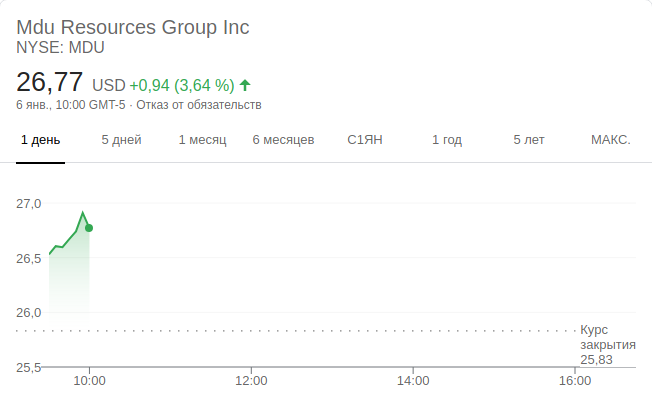 Mdu Resources Group Inc
NYSE: MDU
26,77 USD +0,94 (3,64 %)
6 янв., 10:00 GMT-5 · Отказ от обязательств
1 день 5 дней 1 месяц 6 месяцев С1ЯН 1 год 5 лет МАКС.
27,0
26,5
26,0
Курс
закрытия
25,83
25,5
10:00 12:00 14:00 16:00